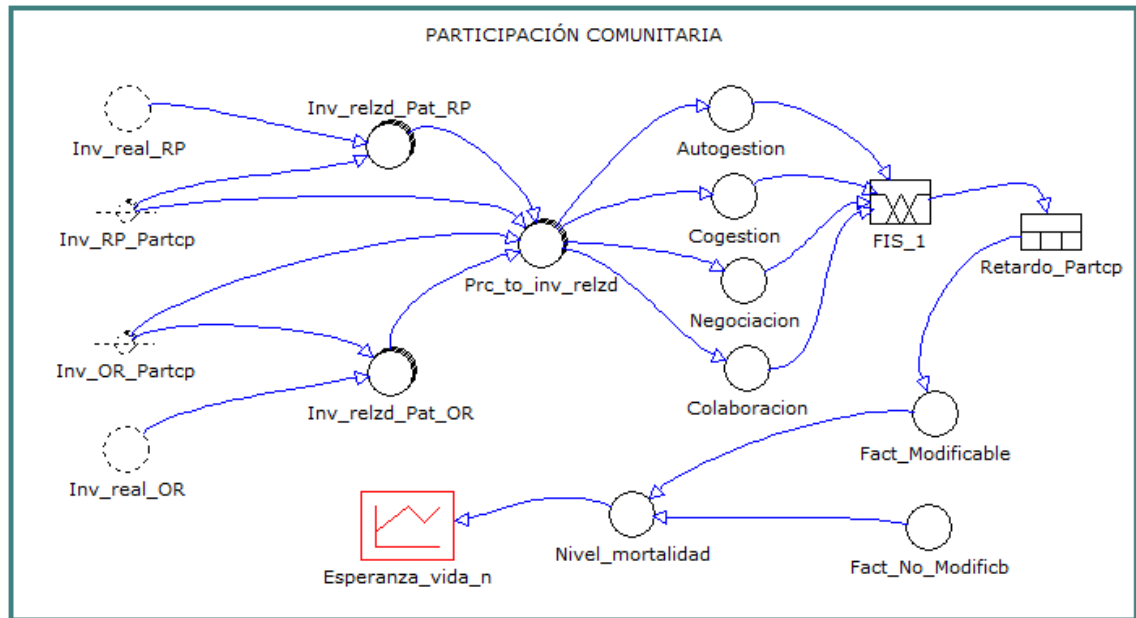 PARTICIPACIÓN COMUNITARIA
Inv_relzd_Pat_RP
Inv_real_RP
Autogestion
Inv_RP_Partcp
Cogestion
FIS_1
Retardo_Partcp
Prc_to_inv_relzd
Negociacion
Inv_OR_Partcp
Inv_relzd_Pat_OR
Colaboracion
Fact_Modificable
Inv_real_OR
Nivel_mortalidad
Fact_No_Modificb
Esperanza_vida_n